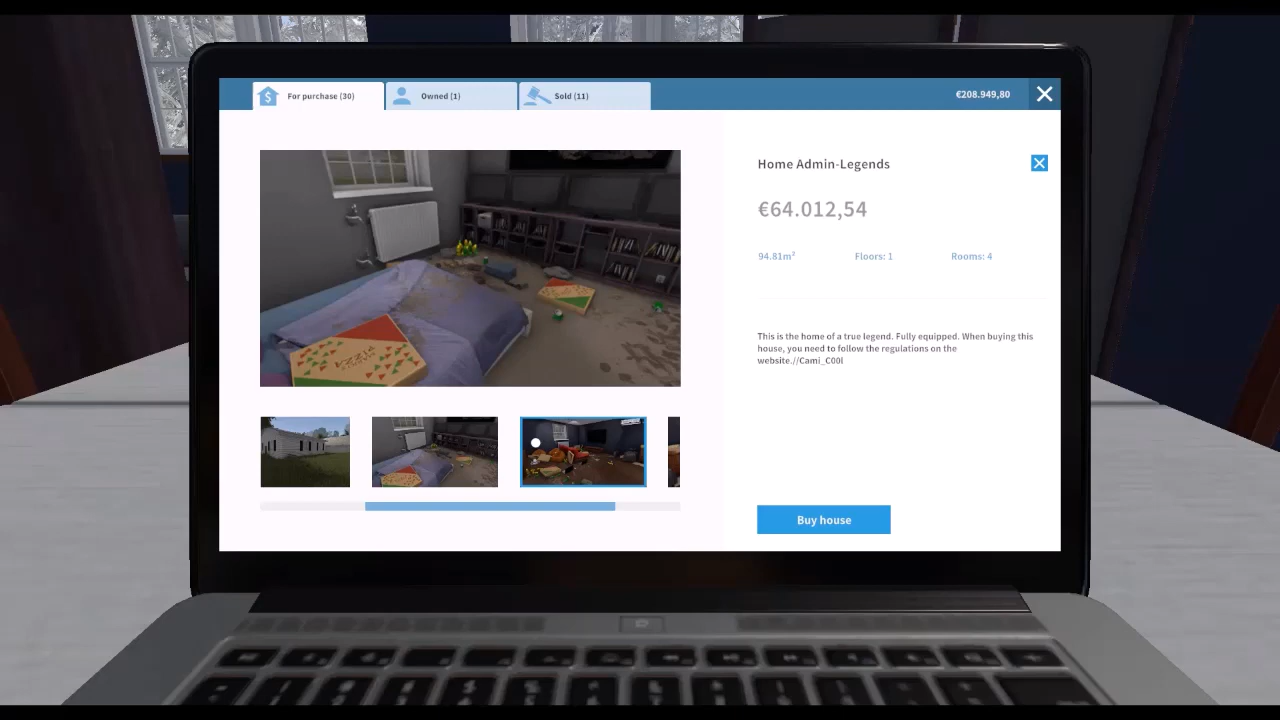 For purchase (30)
Owned (1)
Sold (11)
€208.949,80
Home Admin-Legends
€64.012,54
94.81m²
Floors: 1
Rooms: 4
This is the home of a true legend. Fully equipped. When buying this
house, you need to follow the regulations on the
website.//Cami_C00l
Buy house